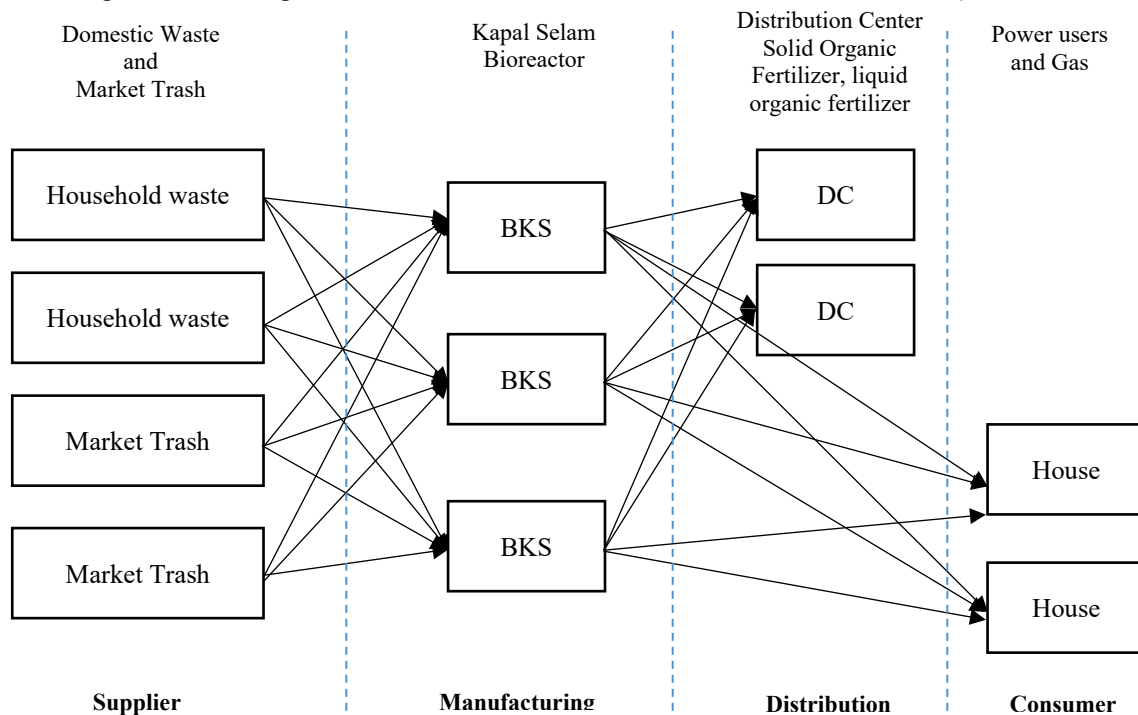 Domestic Waste
and
Market Trash
Kapal Selam
Bioreactor
Distribution Center
Solid Organic
Fertilizer, liquid
organic fertilizer
Power users
and Gas
Household waste
Household waste
Market Trash
Market Trash
BKS
BKS
BKS
DC
DC
House
House
Supplier
Manufacturing
Distribution
Consumer